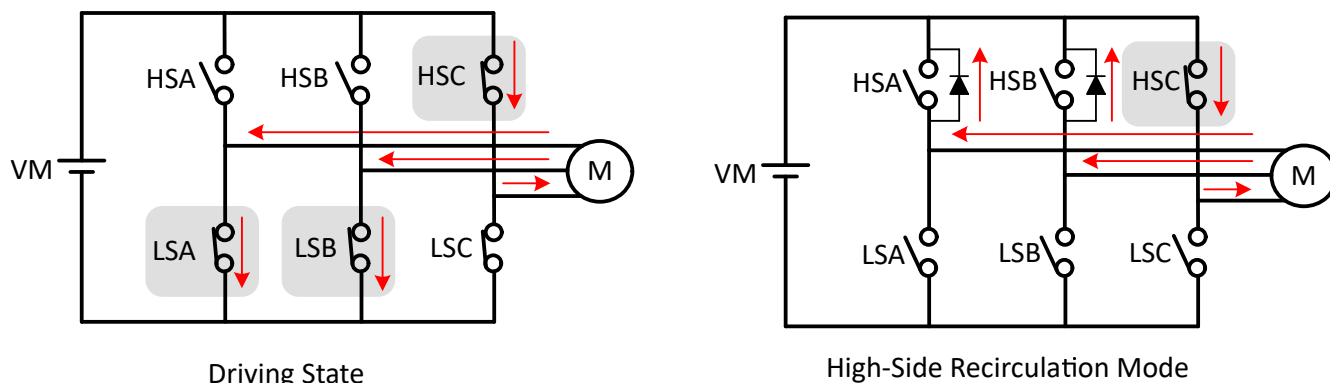 HSA
HSB
HSC
VM
M
LSA
LSB
LSC
Driving State
HSA
HSB
HSC
VM
M
LSA
LSB
LSC
High-Side Recirculation Mode